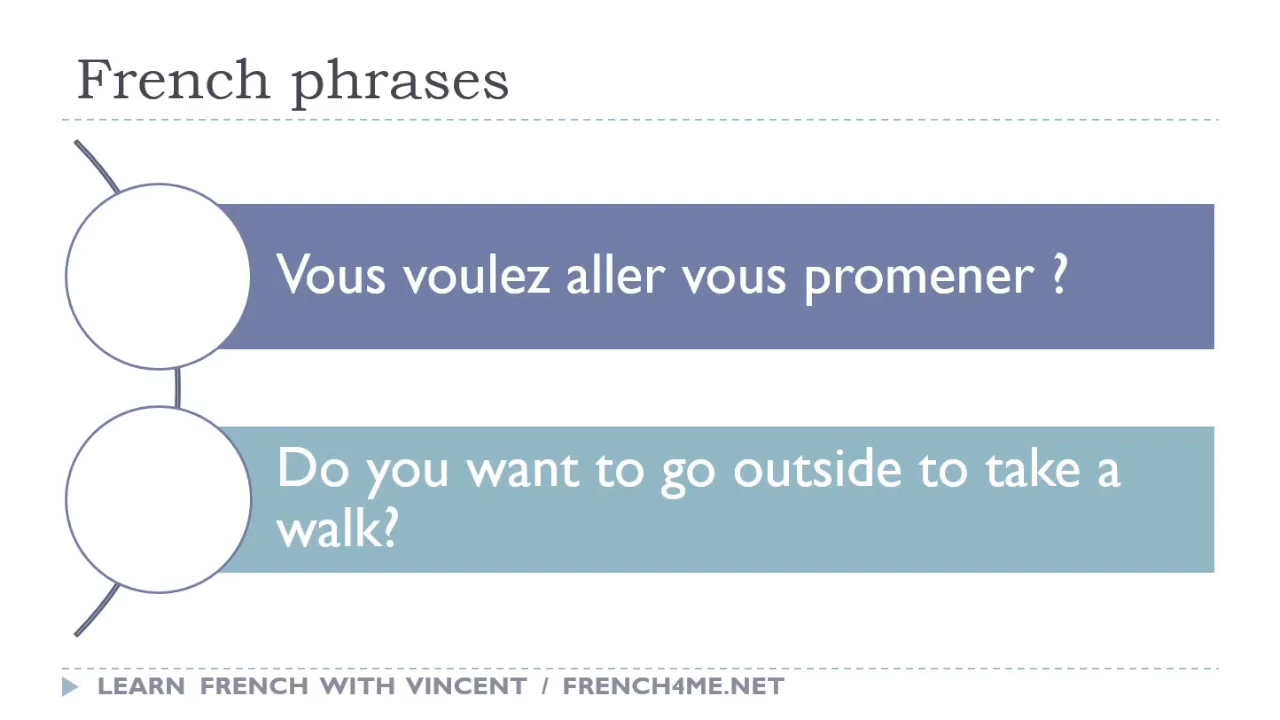 French phrases
Vous voulez aller vous promener ?
Do you want to go outside to take a
walk?
LEARN FRENCH WITH VINCENT / FRENCH4ME.NET